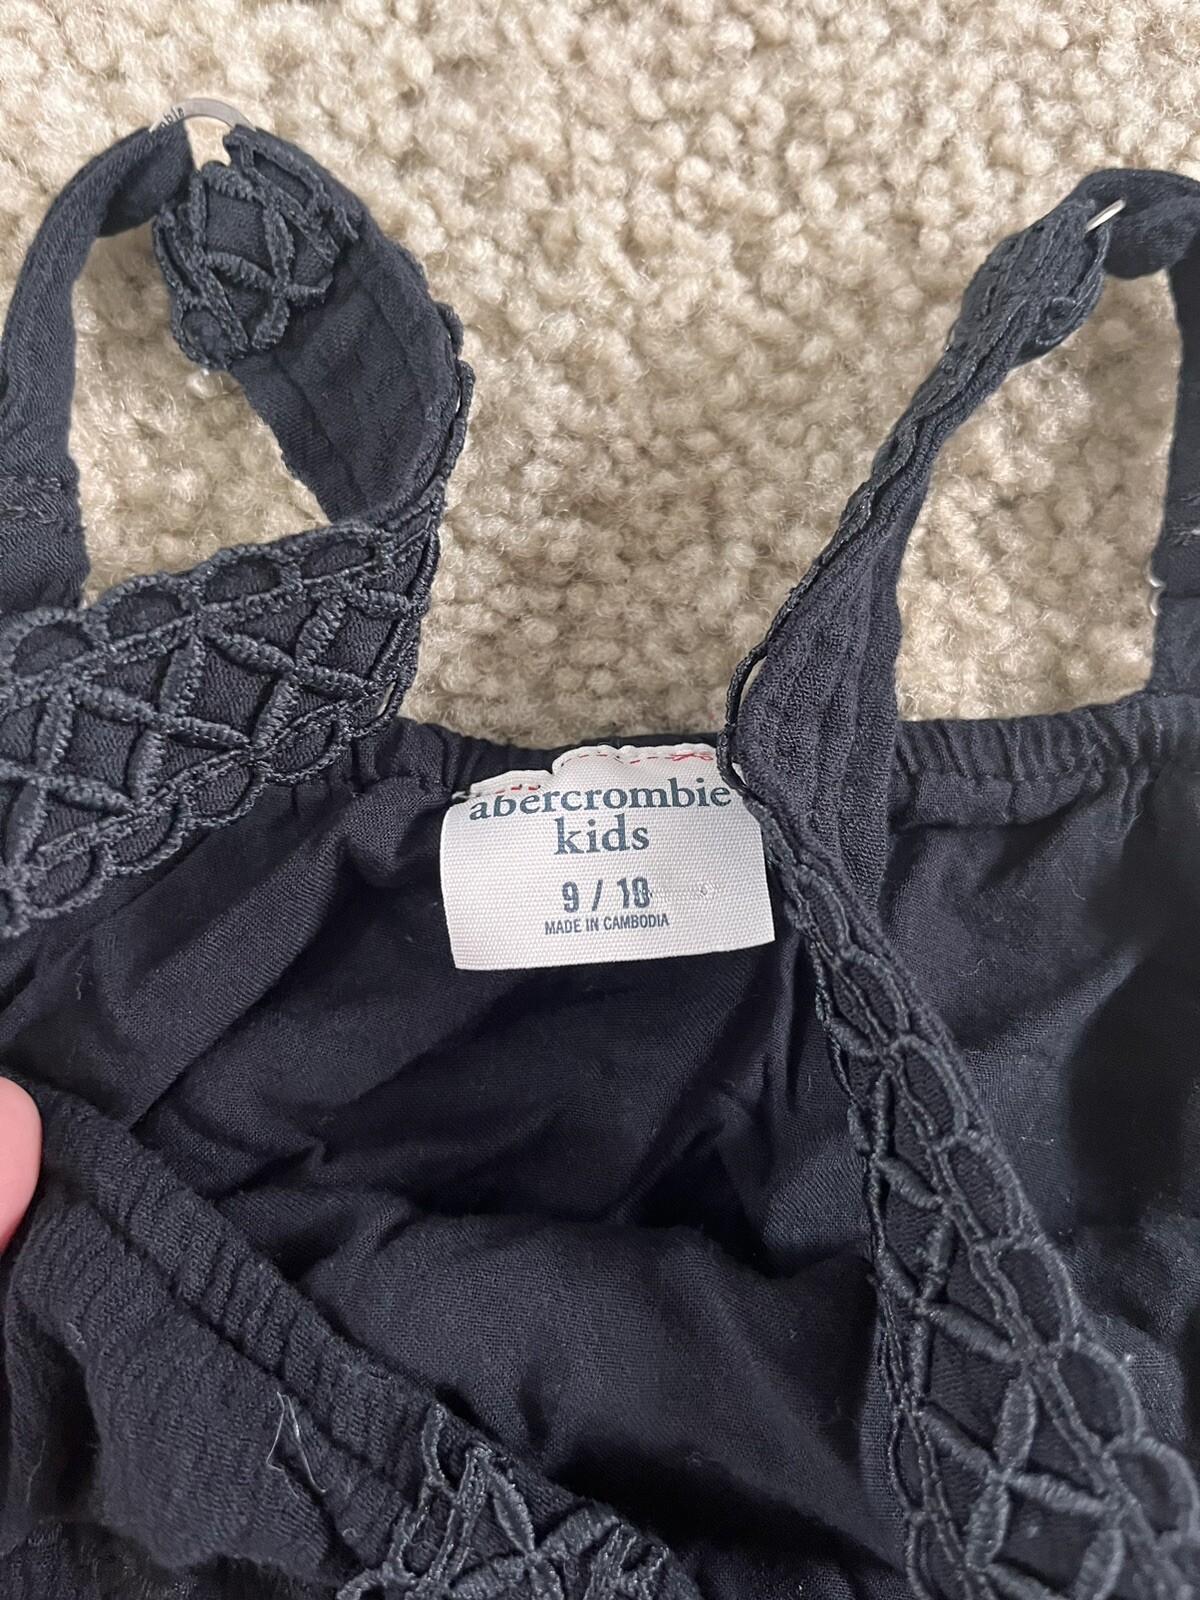 abercrombie
kids
9 / 10
MADE IN CAMBODIA